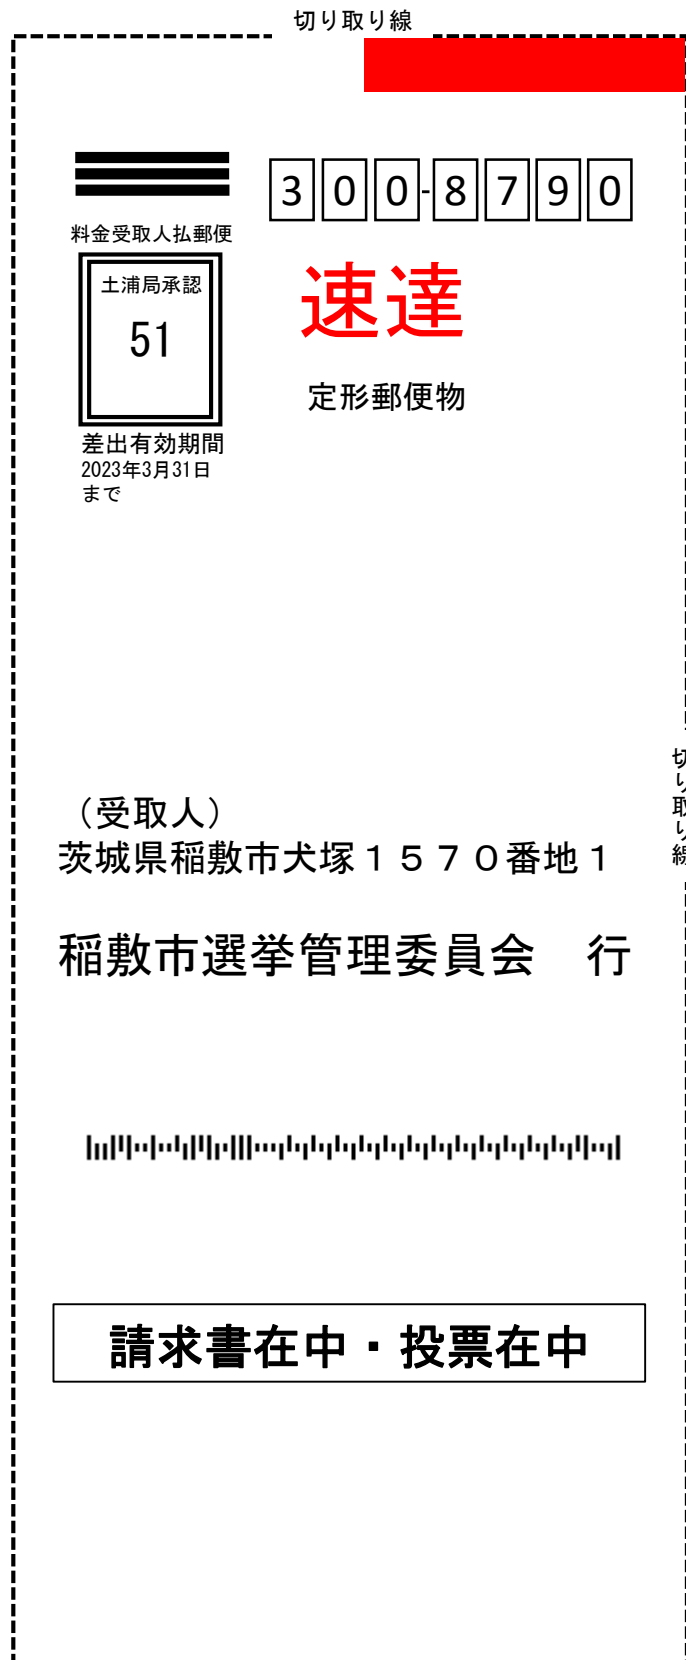 切り取り線
300-8790
料金受取人払郵便
土浦局承認
51
速達
定形郵便物
差出有効期間
2023年3月31日
まで
切り取り線
（受取人）
茨城県稲敷市犬塚１５７０番地１
稲敷市選挙管理委員会　行
請求書在中・投票在中